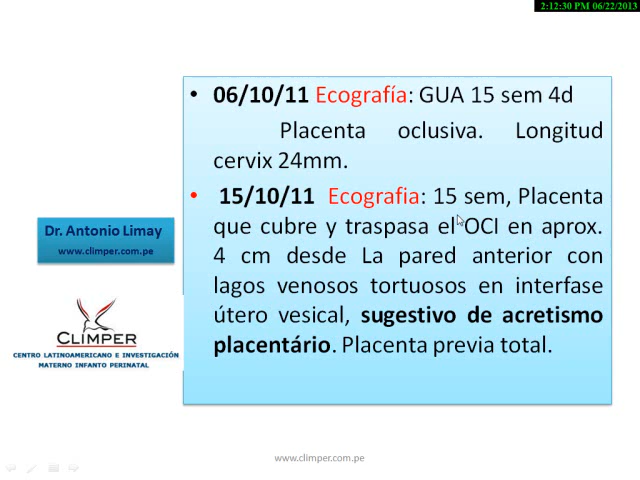 2:12:30 PM 06/22/2013
• 06/10/11 Ecografía: GUA 15 sem 4d
Placenta oclusiva. Longitud
cervix 24mm.
• 15/10/11 Ecografia: 15 sem, Placenta
que cubre y traspasa el OCI en aprox.
4 cm desde La pared anterior con
lagos venosos tortuosos en interfase
útero vesical, sugestivo de acretismo
placentário. Placenta previa total.
Dr. Antonio Limay
www.climper.com.pe
CLIMPER
CENTRO LATINOAMERICANO E INVESTIGACIÓN
MATERNO INFANTO PERINATAL
www.climper.com.pe